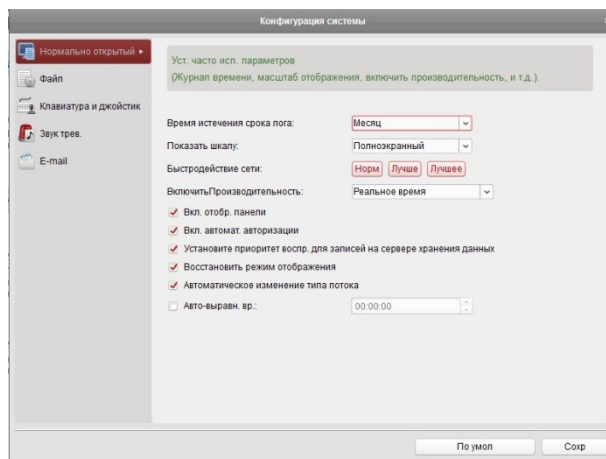 Конфигурация системы
Нормально открытый
Файл
Клавиатура и джойстик
Звук трев.
E-mail
Уст. часто исп. параметров
(Журнал времени, масштаб отображения, включить производительность, и т.д.).
Время истечения срока лога: Месяц
Показать шкалу: Полноэкранный
Быстродействие сети: Норм Лучше Лучшее
ВключитьПроизводительность: Реальное время
Вкл. отобр. панели
Вкл. автомат. авторизации
Установите приоритет воспр. для записей на сервере хранения данных
Восстановить режим отображения
Автоматическое изменение типа потока
Авто-выравн. вр.: 00:00:00
По умол Сохр